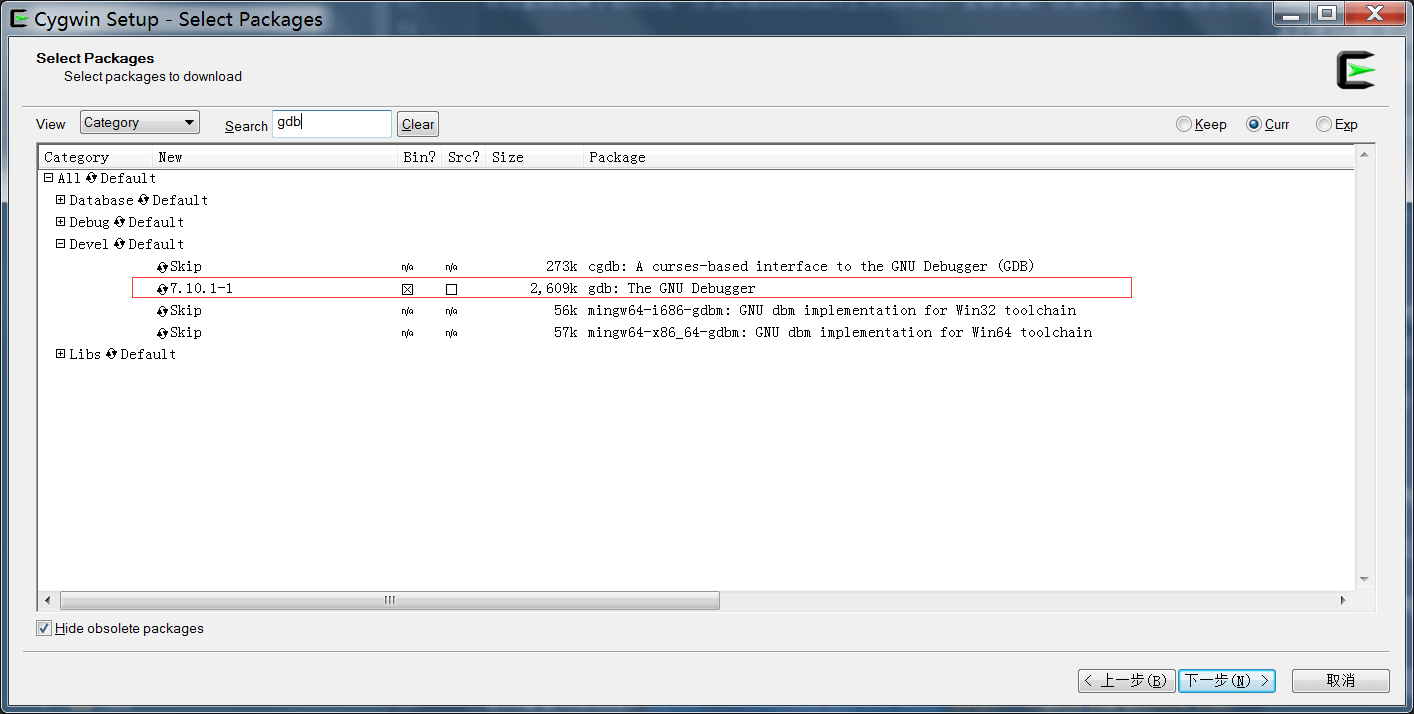 Cygwin Setup - Select Packages
Select Packages
Select packages to download
View Category Search gdb Clear Keep Curr Exp
Category New Bin? Src? Size Package
All Default
Database Default
Debug Default
Devel Default
Skip n/a n/a 273k cgdb: A curses-based interface to the GNU Debugger (GDB)
7.10.1-1 2,609k gdb: The GNU Debugger
Skip n/a n/a 56k mingw64-i686-gdbm: GNU dbm implementation for Win32 toolchain
Skip n/a n/a 57k mingw64-x86_64-gdbm: GNU dbm implementation for Win64 toolchain
Libs Default
Hide obsolete packages
< 上一步(B) 下一步(N) > 取消